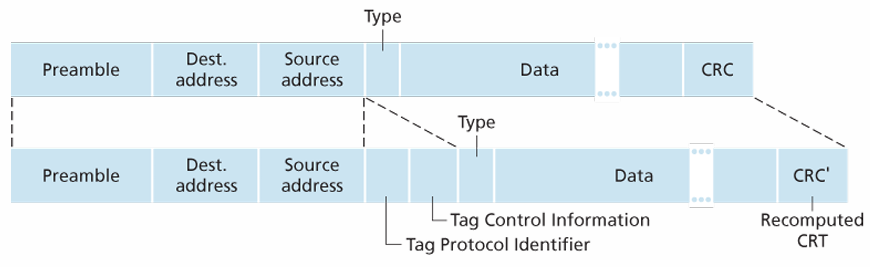 Type
Preamble
Dest.
address
Source
address
Data
CRC
Type
Preamble
Dest.
address
Source
address
Data
CRC'
Tag Control Information
Tag Protocol Identifier
Recomputed
CRT